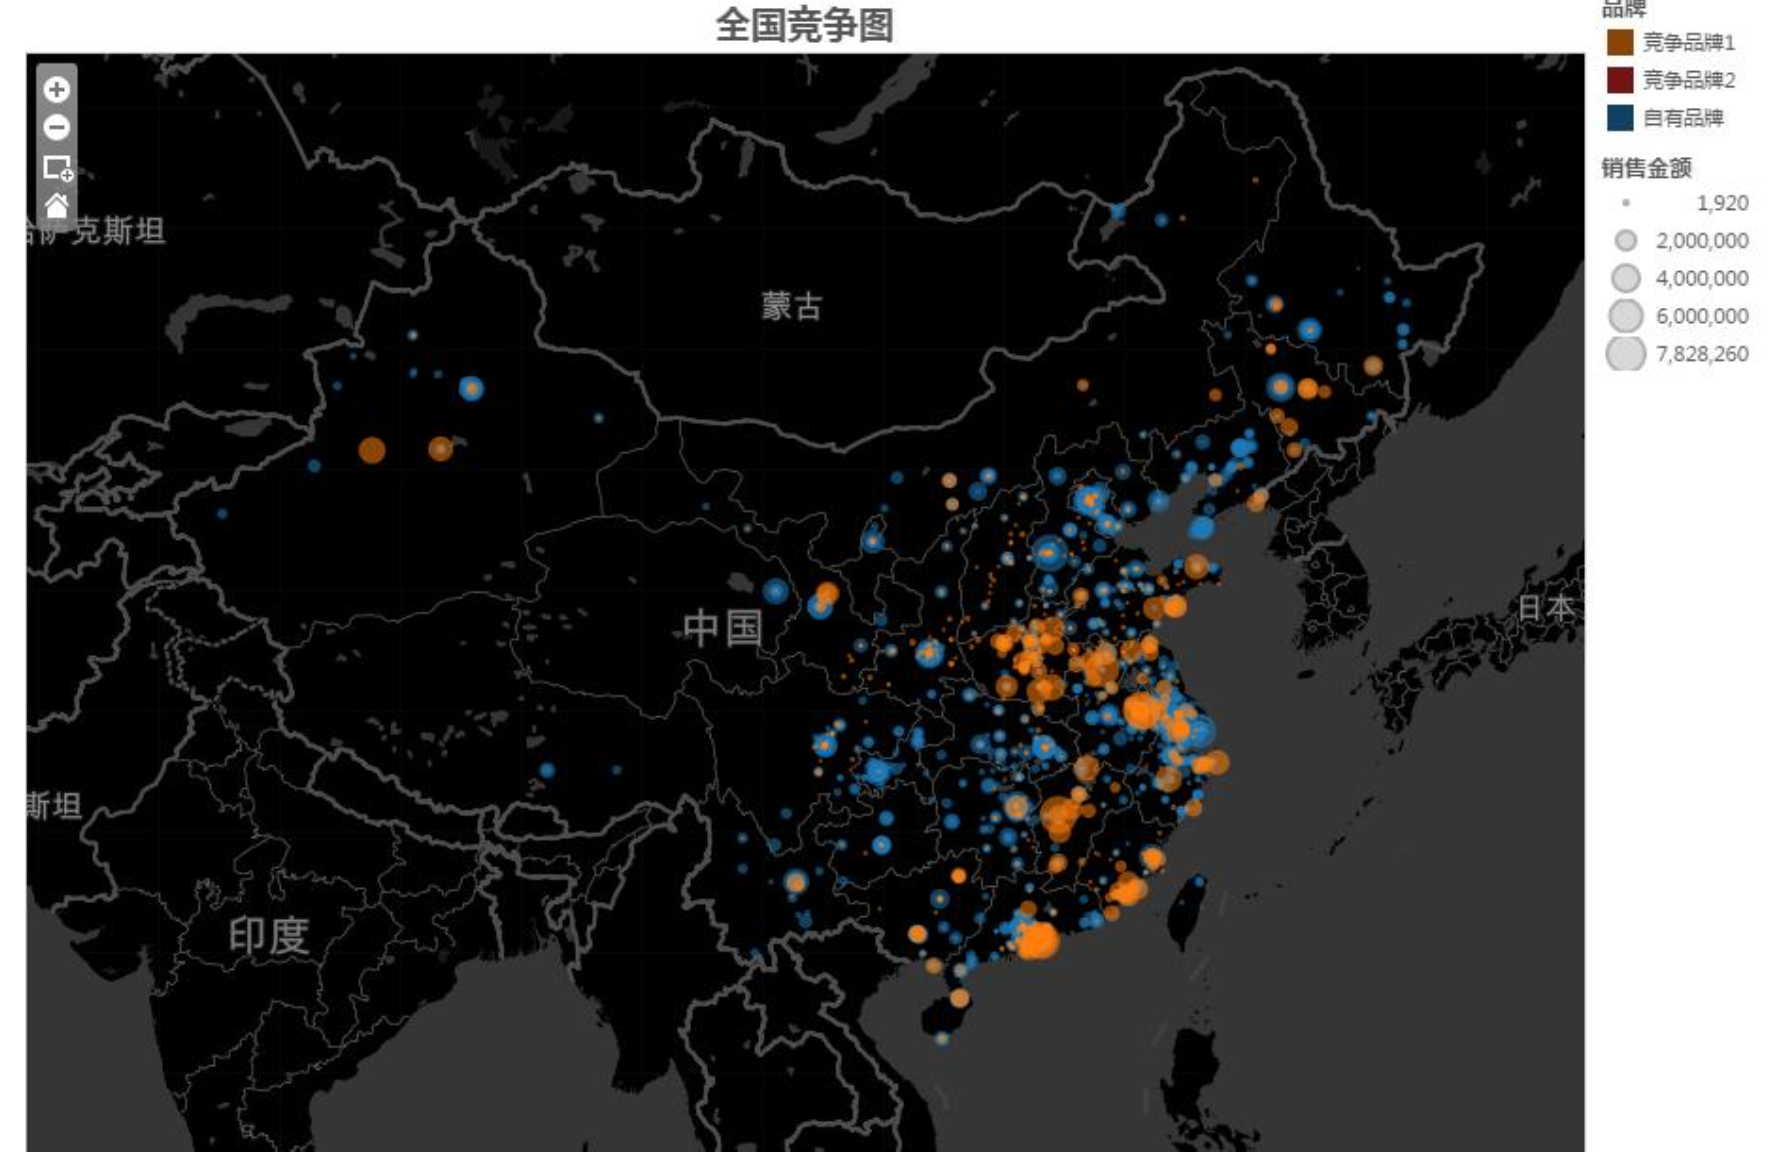 全国竞争图
品牌
竞争品牌1
竞争品牌2
自有品牌
销售金额
1,920
2,000,000
4,000,000
6,000,000
7,828,260
哈萨克斯坦
蒙古
中国
日本
斯坦
印度